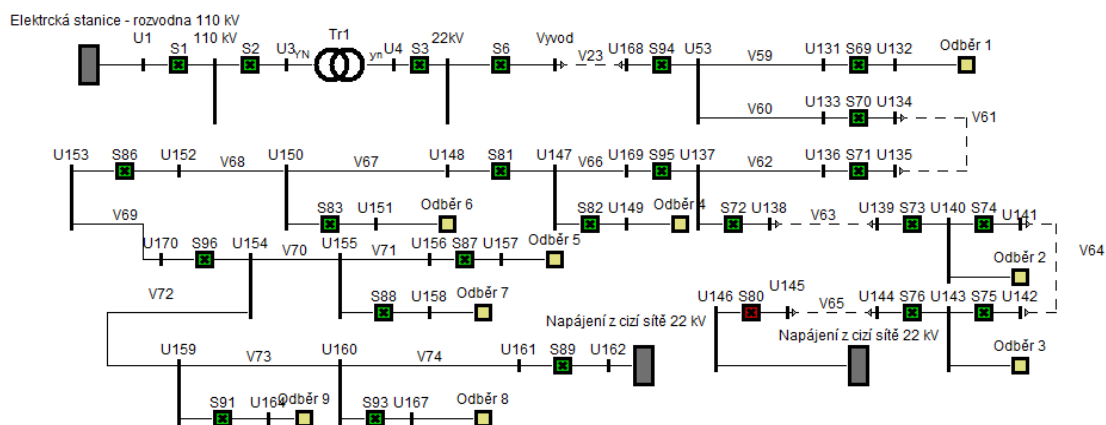 Elektrcká stanice - rozvodna 110 kV
U1 S1 110 kV S2 U3 YN Tr1 yn U4 S3 22kV S6 Vyvod V23 U168 S94 U53 V59 U131 S69 U132 Odběr 1
V60 U133 S70 U134 V61
U153 S86 U152 V68 U150 V67 U148 S81 U147 V66 U169 S95 U137 V62 U136 S71 U135
V69 S83 U151 Odběr 6 S82 U149 Odběr 4 S72 U138 V63 U139 S73 U140 S74 U141
U170 S96 U154 V70 U155 V71 U156 S87 U157 Odběr 5 Odběr 2 V64
V72 S88 U158 Odběr 7 U146 S80 U145 V65 U144 S76 U143 S75 U142
Napájení z cizí sítě 22 kV Napájení z cizí sítě 22 kV Odběr 3
U159 V73 U160 V74 U161 S89 U162
S91 U164 Odběr 9 S93 U167 Odběr 8